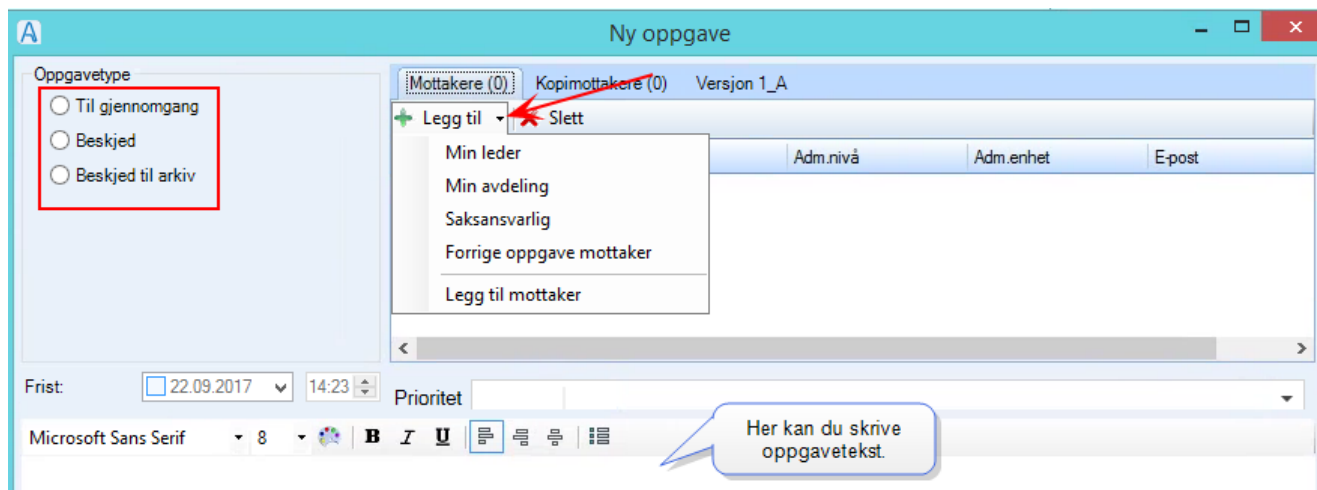 Ny oppgave
Oppgavetype
Til gjennomgang
Beskjed
Beskjed til arkiv
Mottakere (0) Kopimottakere (0) Versjon 1_A
Legg til Slett
Min leder
Min avdeling
Saksansvarlig
Forrige oppgave mottaker
Legg til mottaker
Adm.nivå Adm.enhet E-post
Frist: 22.09.2017 14:23 Prioritet
Microsoft Sans Serif 8 B I U
Her kan du skrive
oppgavetekst.